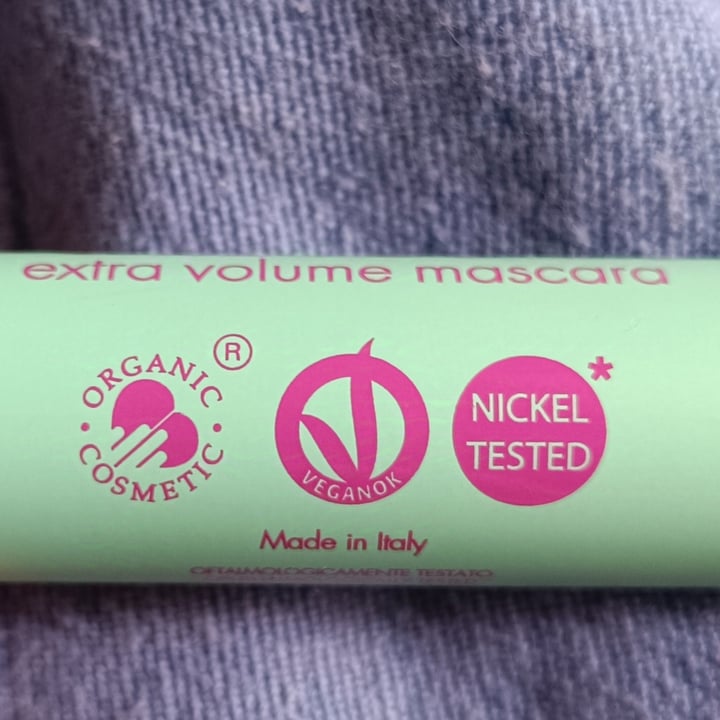 extra volume mascara
®
ORGANIC
COSMETIC
VEGANOK
NICKEL
TESTED
*
Made in Italy
OFTALMOLOGICAMENTE TESTATO